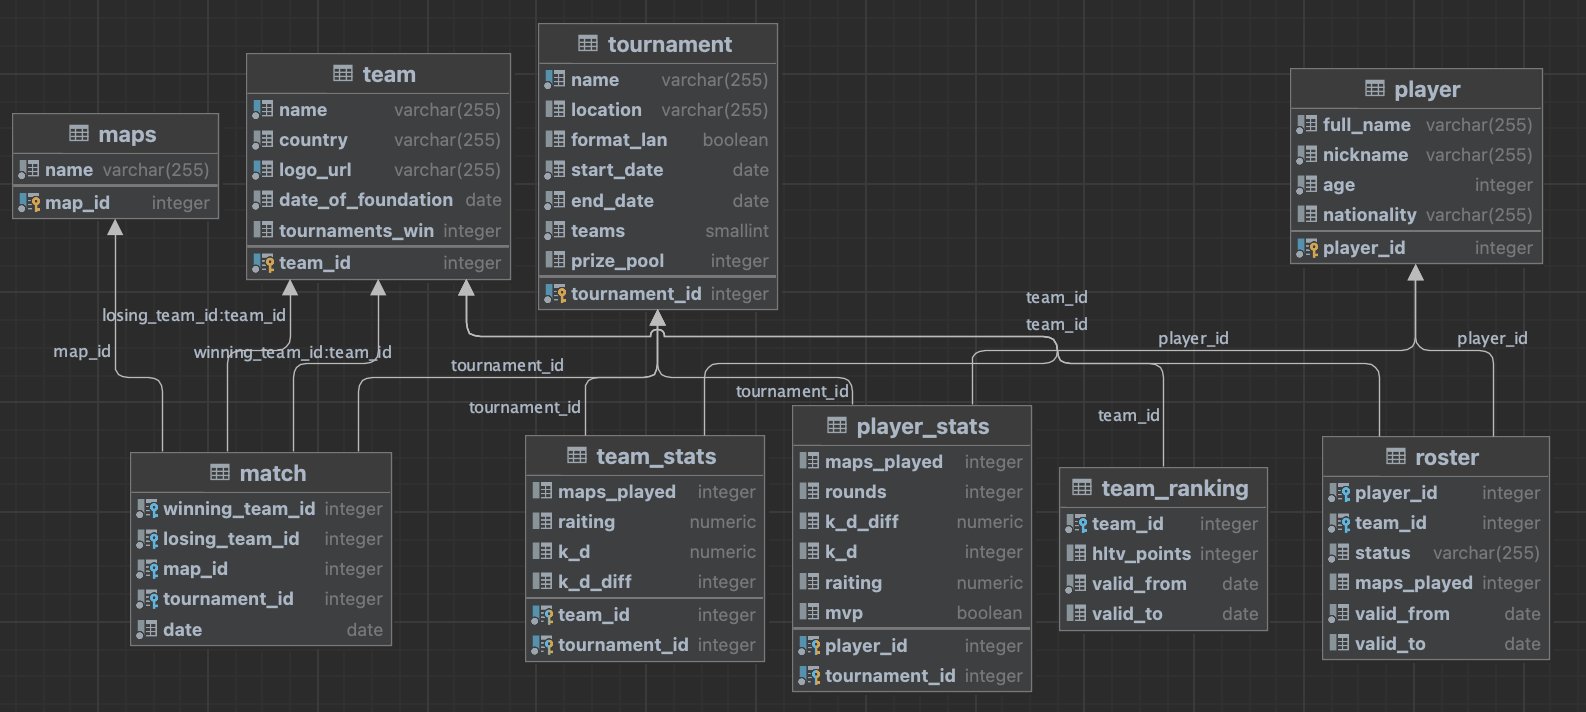 maps
name varchar(255)
map_id integer
team
name varchar(255)
country varchar(255)
logo_url varchar(255)
date_of_foundation date
tournaments_win integer
team_id integer
tournament
name varchar(255)
location varchar(255)
format_lan boolean
start_date date
end_date date
teams smallint
prize_pool integer
tournament_id integer
player
full_name varchar(255)
nickname varchar(255)
age integer
nationality varchar(255)
player_id integer
losing_team_id:team_id
map_id
winning_team_id:team_id
tournament_id
tournament_id
tournament_id
team_id
team_id
player_id
player_id
team_id
match
winning_team_id integer
losing_team_id integer
map_id integer
tournament_id integer
date date
team_stats
maps_played integer
raiting numeric
k_d numeric
k_d_diff integer
team_id integer
tournament_id integer
player_stats
maps_played integer
rounds integer
k_d_diff numeric
k_d integer
raiting numeric
mvp boolean
player_id integer
tournament_id integer
team_ranking
team_id integer
hltv_points integer
valid_from date
valid_to date
roster
player_id integer
team_id integer
status varchar(255)
maps_played integer
valid_from date
valid_to date